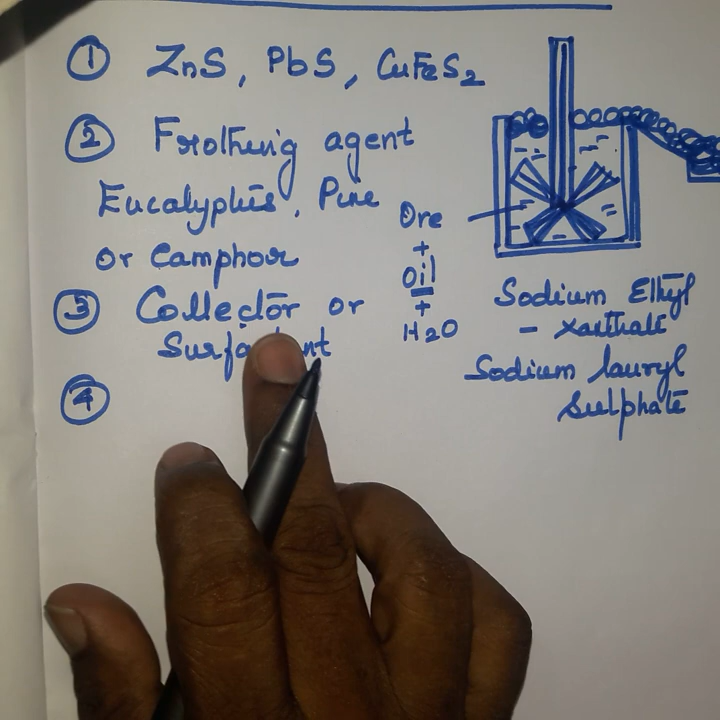 ① ZnS, PbS, CuFeS₂
② Frothing agent
Eucalyptus, Pine
or Camphor
③ Collector or
Surfactant
④
Ore
+
Oil
+
H₂O
Sodium Ethyl
- xanthate
Sodium lauryl
sulphate